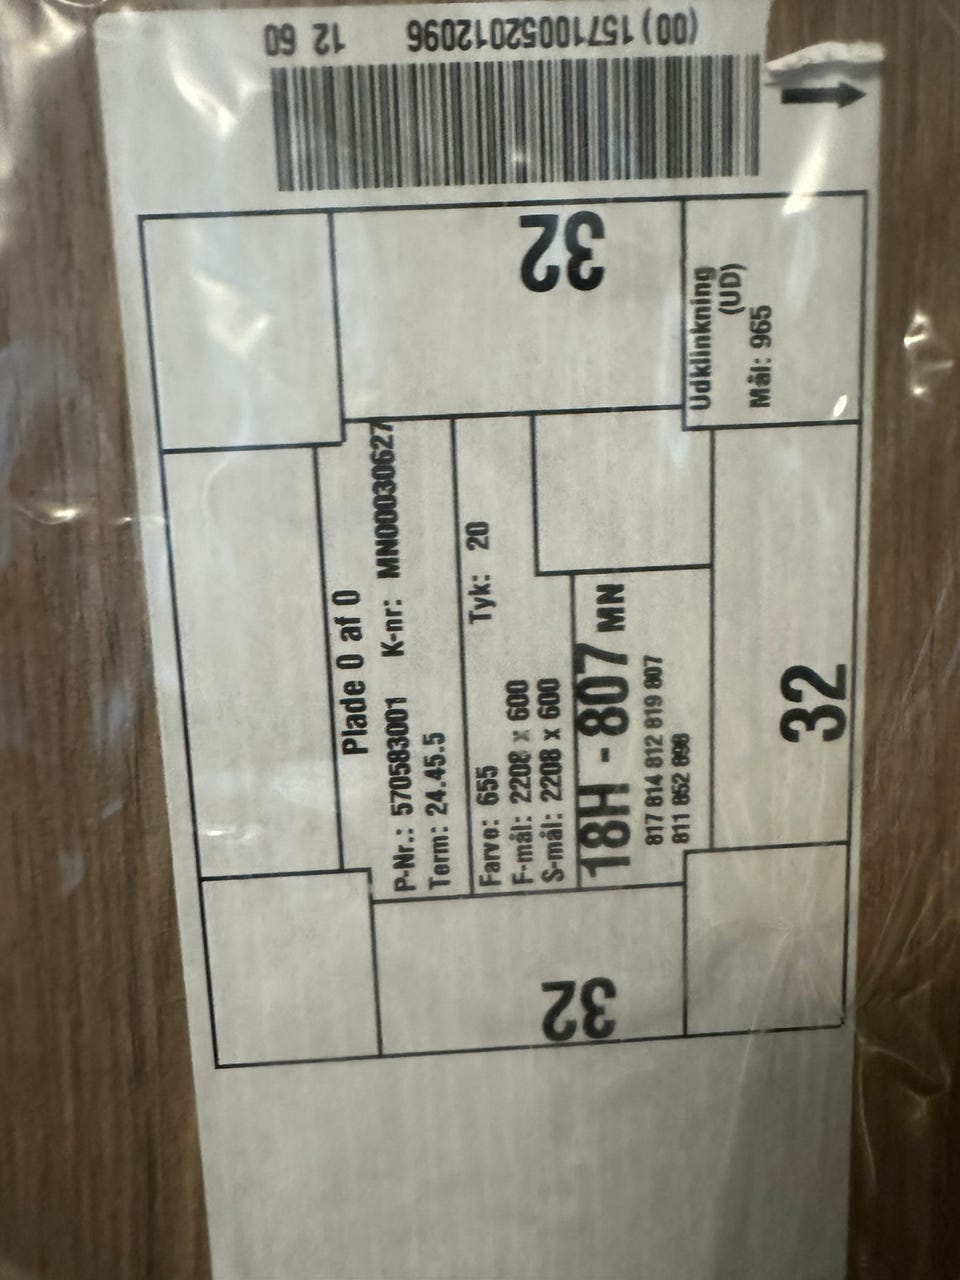 (00)15710052012096 12 60
32
Udklinkning
(UD)
Mål: 965
Plade 0 af 0
P-Nr.: 570583001 K-nr: MN00030627
Term: 24.45.5
Farve: 655 Tyk: 20
F-mål: 2208 x 600
S-mål: 2208 x 600
18H - 807 MN
817 814 812 819 807
811 852 898
32
32